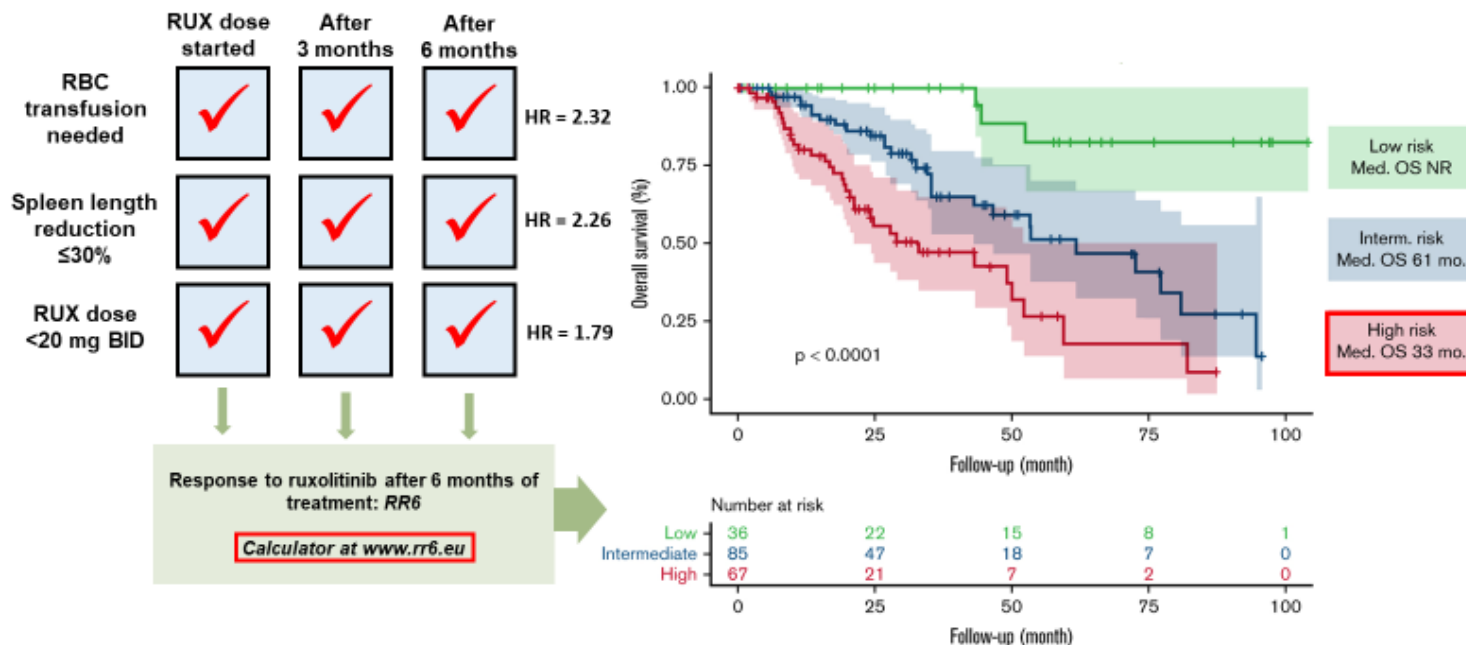 RUX dose
started
After
3 months
After
6 months
RBC
transfusion
needed
HR = 2.32
Spleen length
reduction
≤30%
HR = 2.26
RUX dose
<20 mg BID
HR = 1.79
Response to ruxolitinib after 6 months of
treatment: RR6
Calculator at www.rr6.eu
Overall survival (%)
1.00
0.75
0.50
0.25
0.00
p < 0.0001
0 25 50 75 100
Follow-up (month)
Low risk
Med. OS NR
Interm. risk
Med. OS 61 mo.
High risk
Med. OS 33 mo.
Number at risk
Low 36 22 15 8 1
Intermediate 85 47 18 7 0
High 67 21 7 2 0
0 25 50 75 100
Follow-up (month)